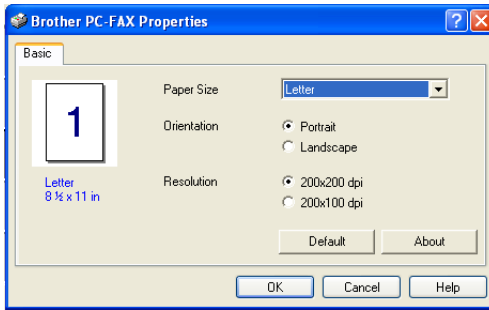 Brother PC-FAX Properties
Basic
1
Letter
8 ½ x 11 in
Paper Size
Letter
Orientation
Portrait
Landscape
Resolution
200x200 dpi
200x100 dpi
Default
About
OK
Cancel
Help